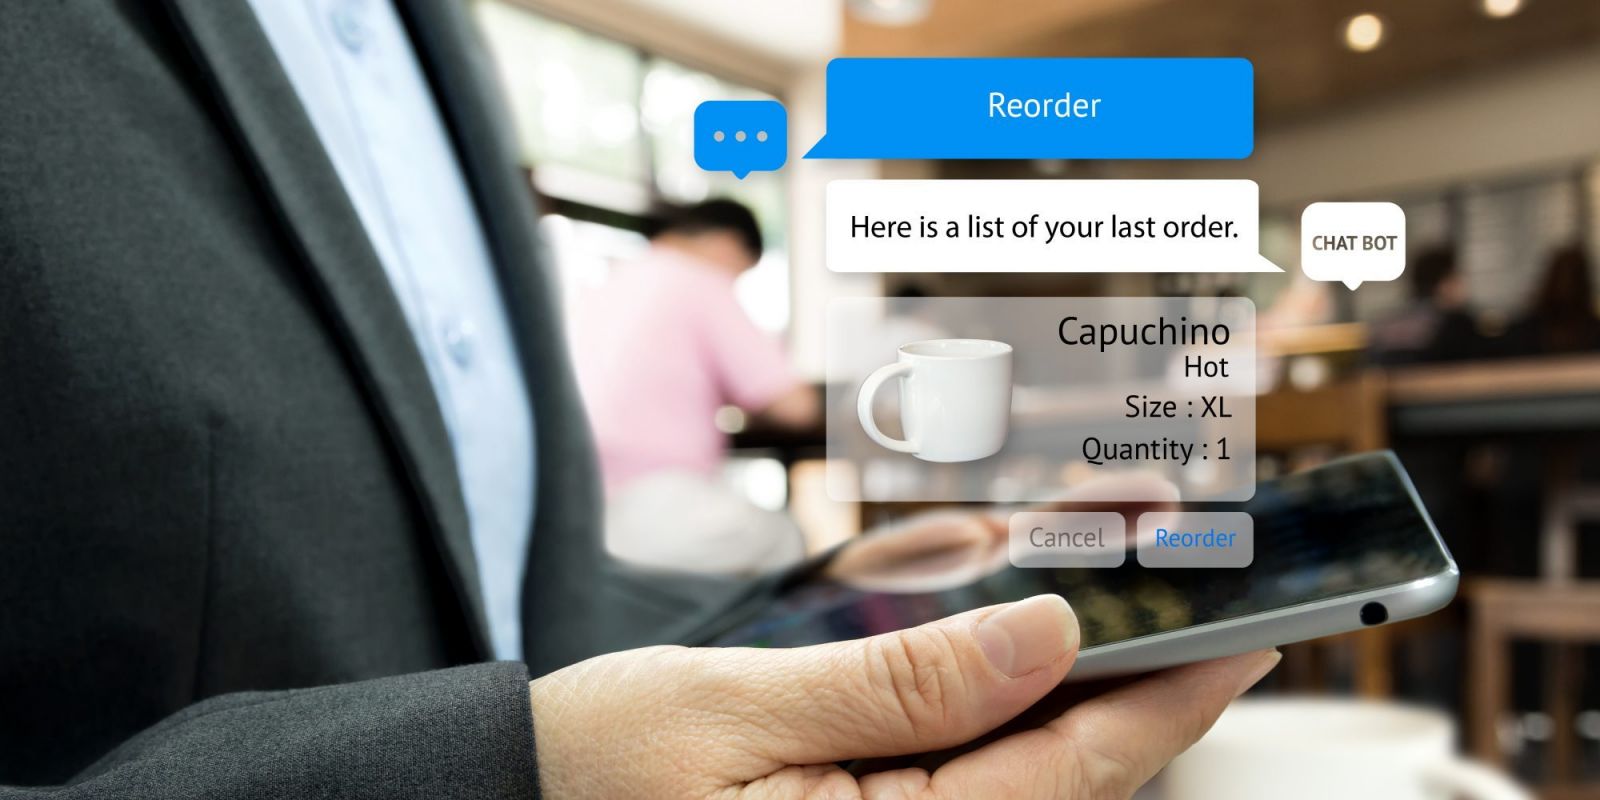 Reorder
Here is a list of your last order.
CHAT BOT
Capuchino
Hot
Size : XL
Quantity : 1
Cancel
Reorder